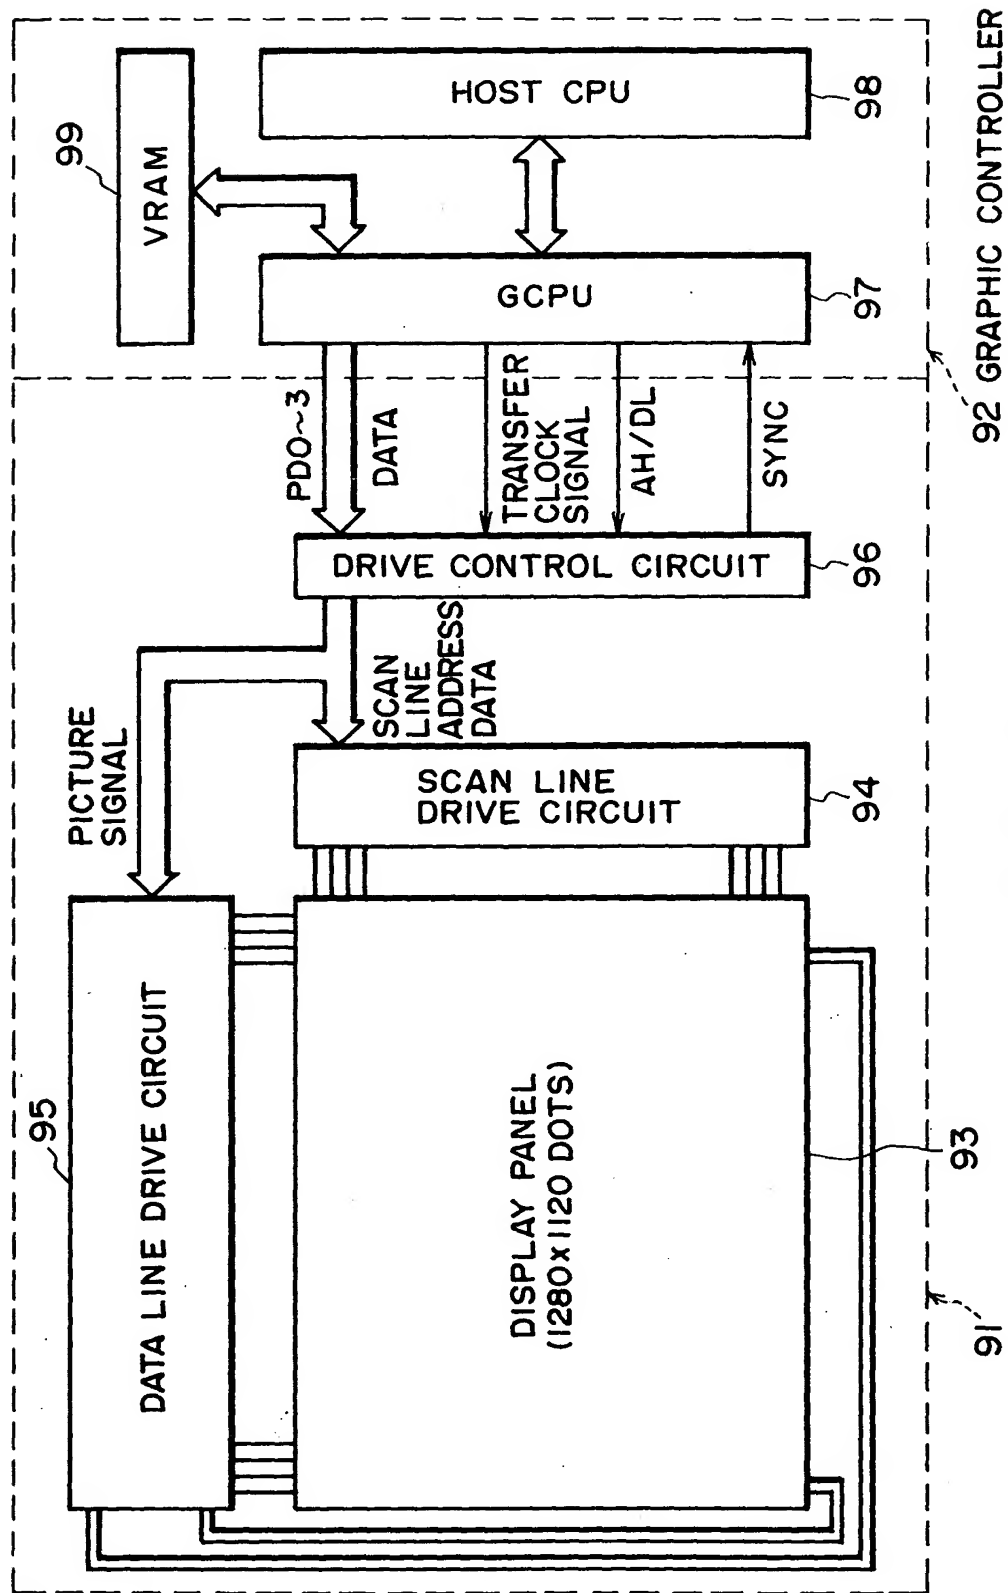 99
VRAM
HOST CPU
98
GCPU
97
92 GRAPHIC CONTROLLER
PD0~3
DATA
TRANSFER
CLOCK
SIGNAL
AH/DL
SYNC
DRIVE CONTROL CIRCUIT
96
PICTURE
SIGNAL
SCAN
LINE
ADDRESS
DATA
SCAN LINE
DRIVE CIRCUIT
94
95
DATA LINE DRIVE CIRCUIT
DISPLAY PANEL
(1280x1120 DOTS)
93
91